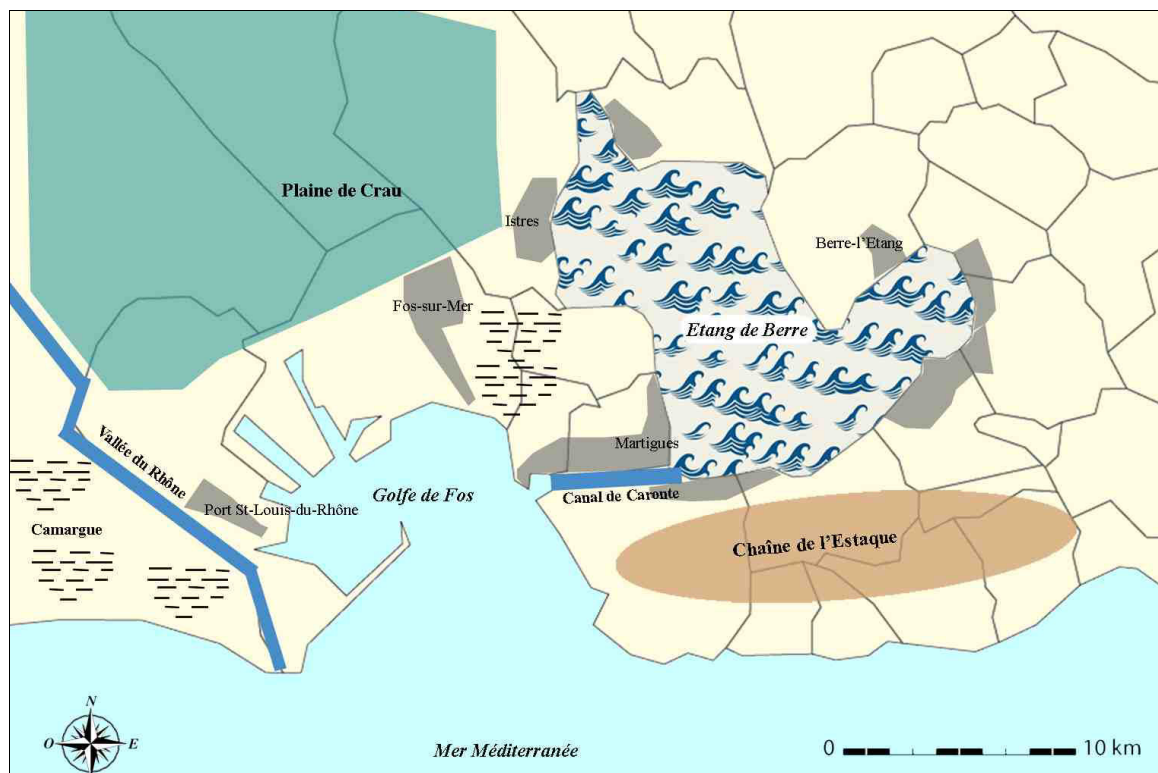 Plaine de Crau
Istres
Berre-l'Etang
Fos-sur-Mer
Etang de Berre
Vallée du Rhône
Martigues
Golfe de Fos
Canal de Caronte
Port St-Louis-du-Rhône
Camargue
Chaîne de l'Estaque
N
O
E
Mer Méditerranée
0
10 km